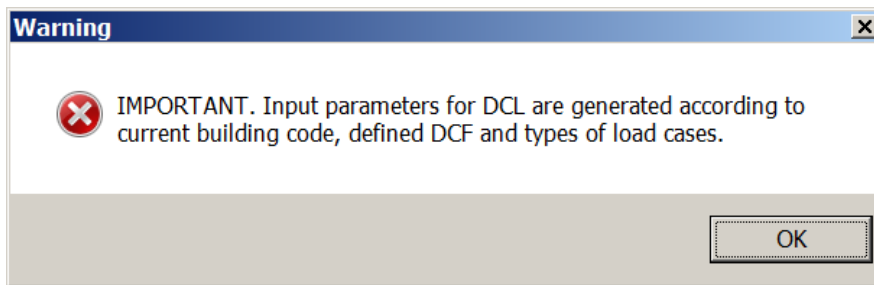 Warning
IMPORTANT. Input parameters for DCL are generated according to
current building code, defined DCF and types of load cases.
OK